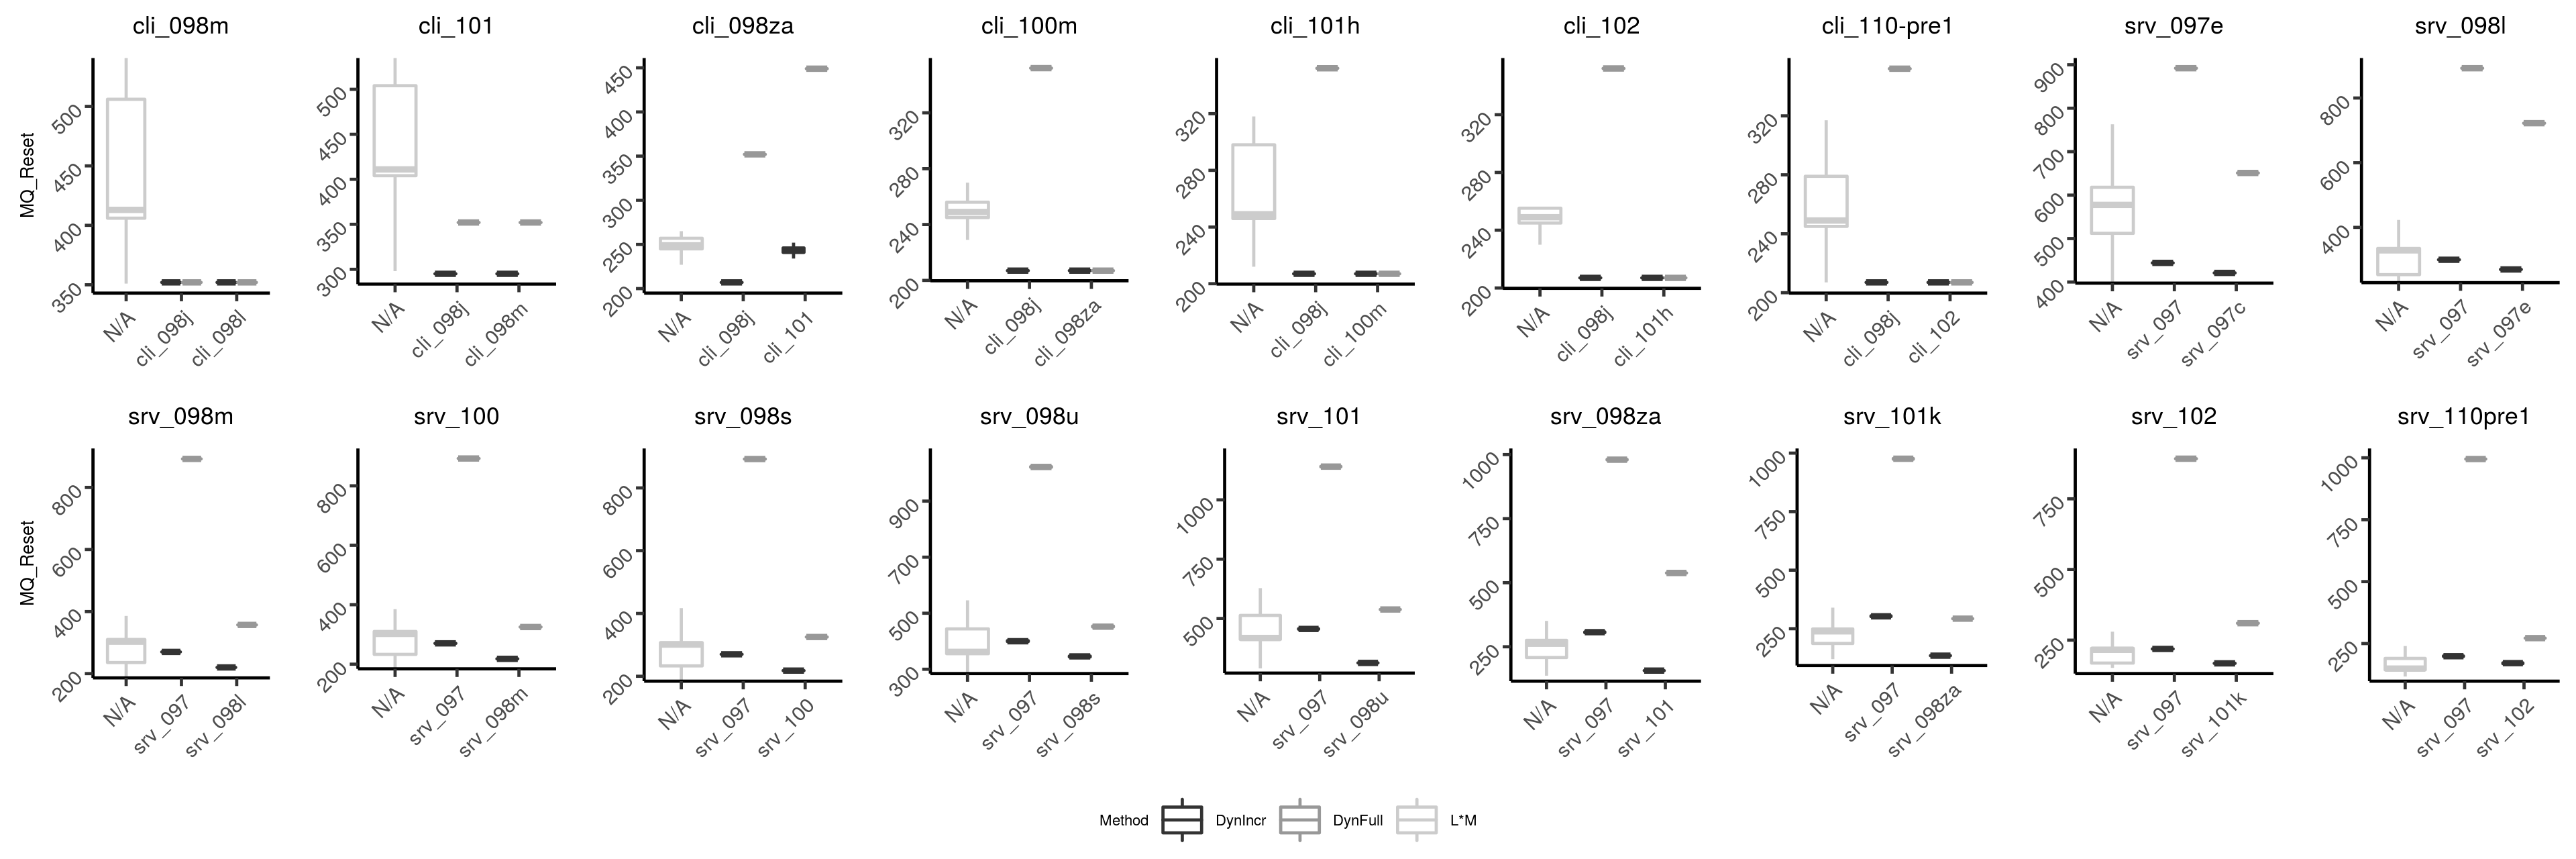 cli_098m cli_101 cli_098za cli_100m cli_101h cli_102 cli_110-pre1 srv_097e srv_098l
MQ_Reset
500 450 400 350
500 450 400 350 300
450 400 350 300 250 200
320 280 240 200
320 280 240 200
320 280 240 200
320 280 240 200
900 800 700 600 500 400
800 600 400
N/A cli_098j cli_098l
N/A cli_098j cli_098m
N/A cli_098j cli_101
N/A cli_098j cli_098za
N/A cli_098j cli_100m
N/A cli_098j cli_101h
N/A cli_098j cli_102
N/A srv_097 srv_097c
N/A srv_097 srv_097e
srv_098m srv_100 srv_098s srv_098u srv_101 srv_098za srv_101k srv_102 srv_110pre1
MQ_Reset
800 600 400 200
800 600 400 200
800 600 400 200
900 700 500 300
1000 750 500
1000 750 500 250
1000 750 500 250
750 500 250
1000 750 500 250
N/A srv_097 srv_098l
N/A srv_097 srv_098m
N/A srv_097 srv_100
N/A srv_097 srv_098s
N/A srv_097 srv_098u
N/A srv_097 srv_101
N/A srv_097 srv_098za
N/A srv_097 srv_101k
N/A srv_097 srv_102
Method DynIncr DynFull L*M